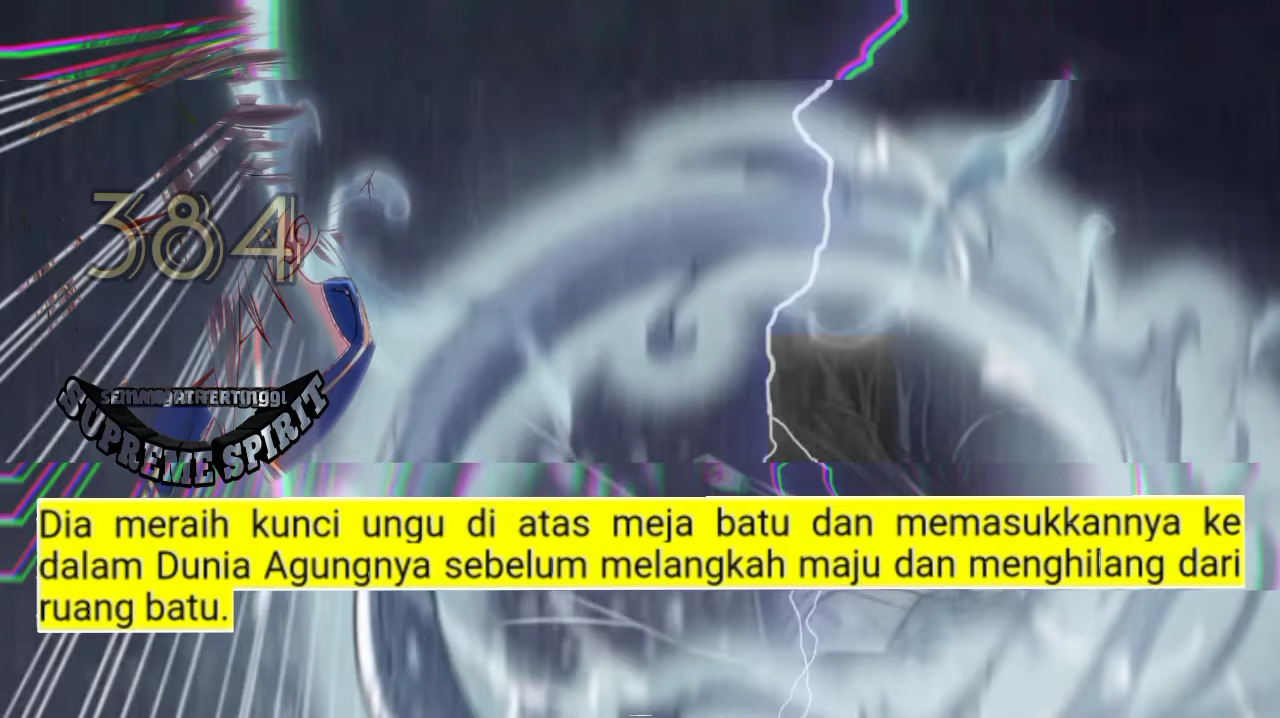 384
SUPREME SPIRIT
Dia meraih kunci ungu di atas meja batu dan memasukkannya ke
dalam Dunia Agungnya sebelum melangkah maju dan menghilang dari
ruang batu.